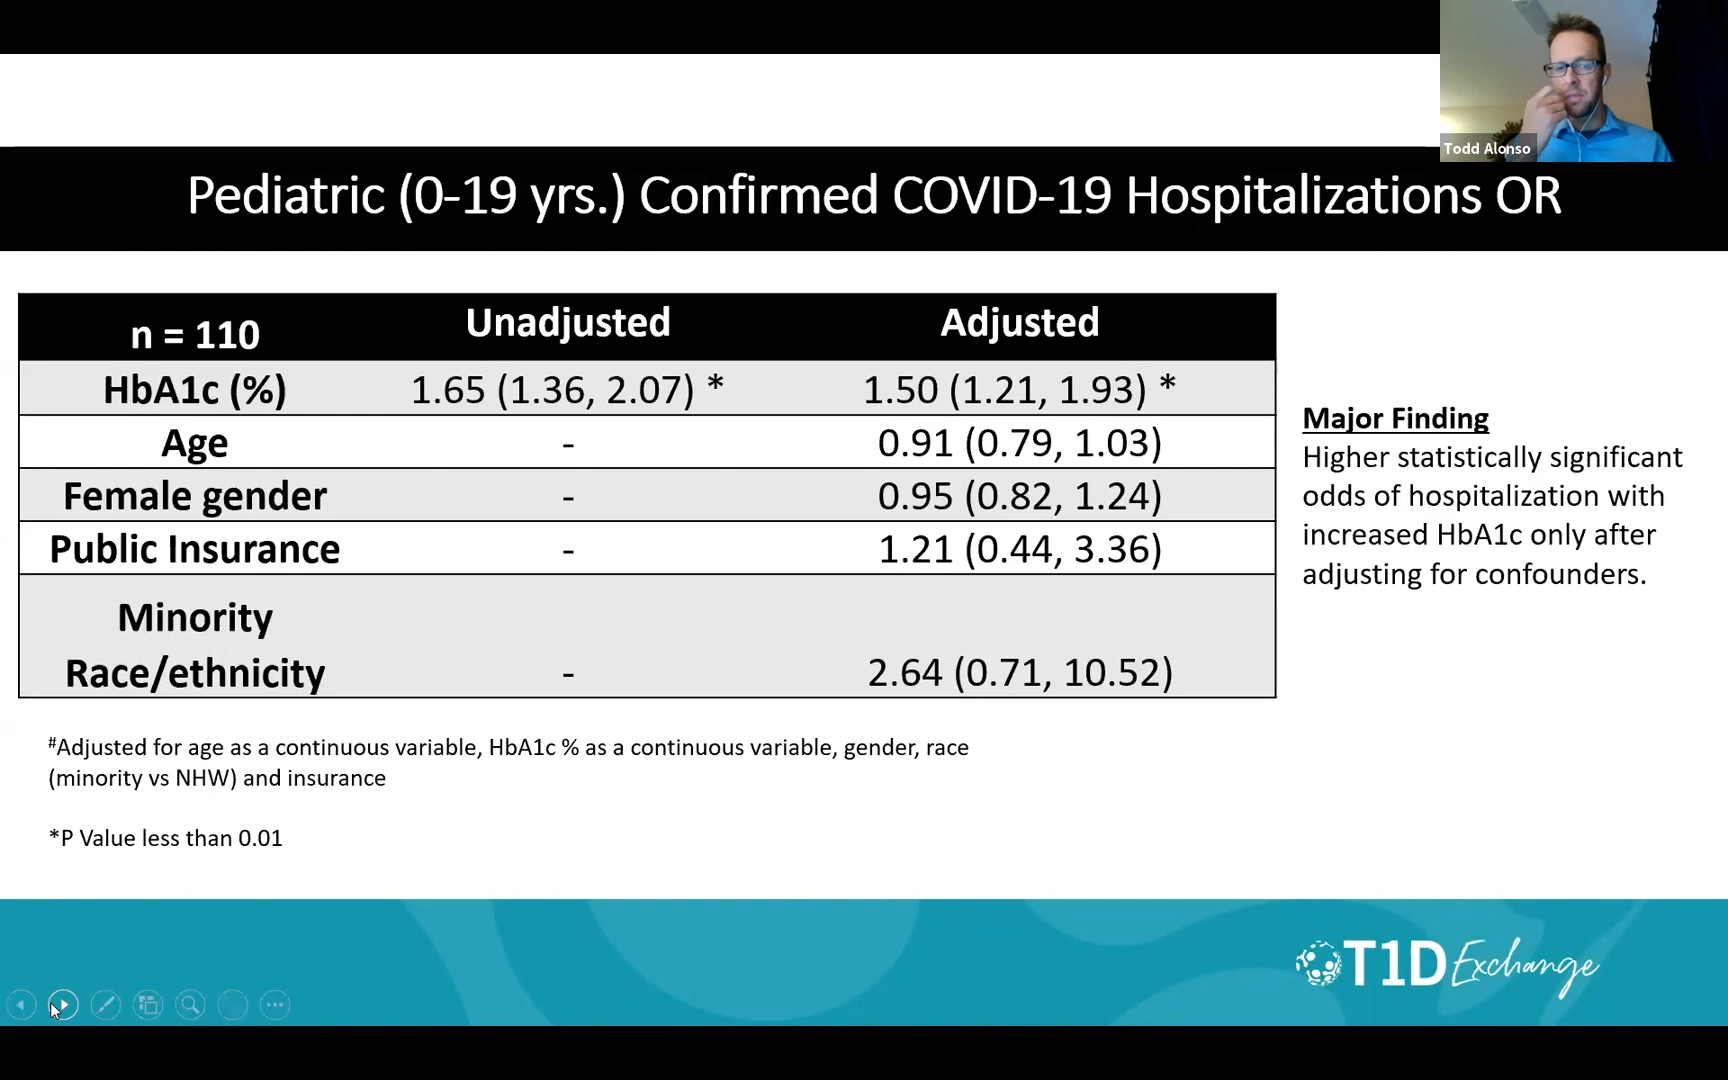 Todd Alonso
Pediatric (0-19 yrs.) Confirmed COVID-19 Hospitalizations OR
n = 110 Unadjusted Adjusted
HbA1c (%) 1.65 (1.36, 2.07) * 1.50 (1.21, 1.93) *
Age - 0.91 (0.79, 1.03)
Female gender - 0.95 (0.82, 1.24)
Public Insurance - 1.21 (0.44, 3.36)
Minority
Race/ethnicity - 2.64 (0.71, 10.52)
Major Finding
Higher statistically significant
odds of hospitalization with
increased HbA1c only after
adjusting for confounders.
#Adjusted for age as a continuous variable, HbA1c % as a continuous variable, gender, race
(minority vs NHW) and insurance
*P Value less than 0.01
T1D Exchange